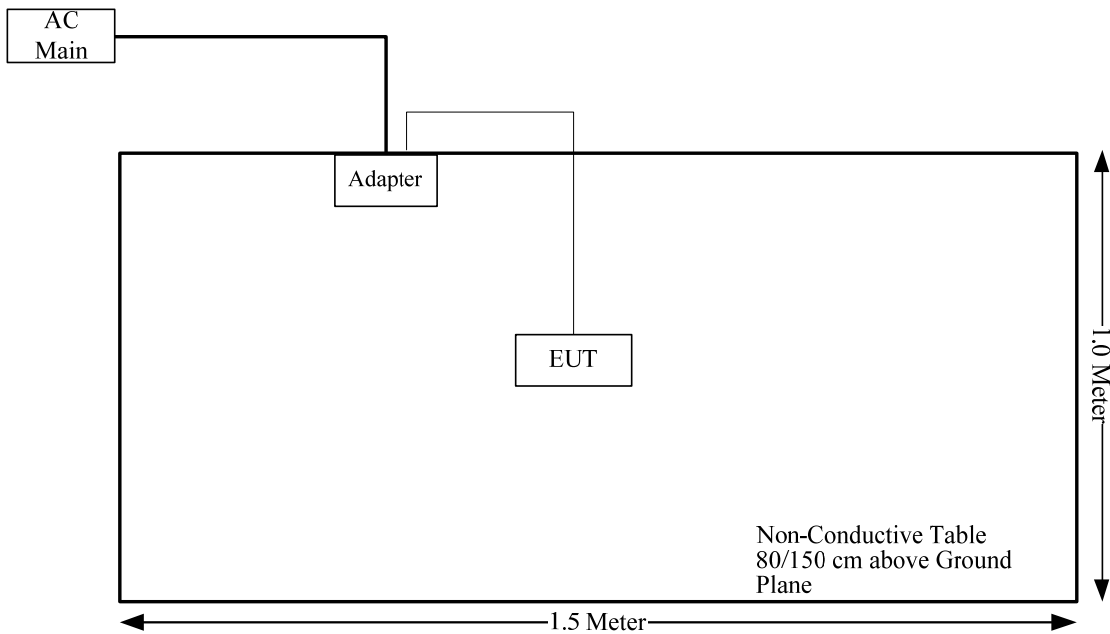 AC
Main
Adapter
EUT
1.0 Meter
Non-Conductive Table
80/150 cm above Ground
Plane
1.5 Meter